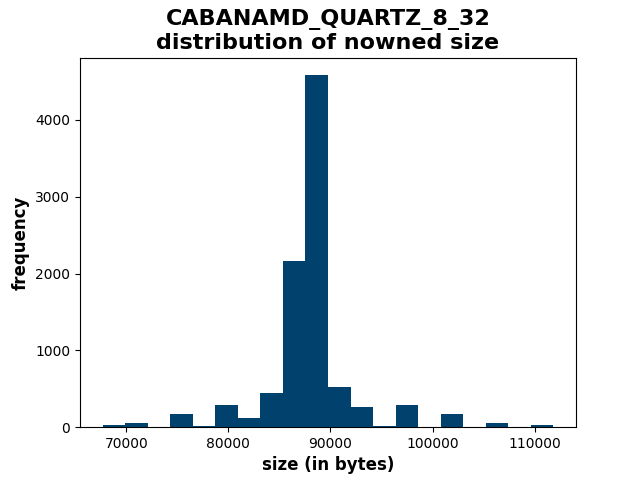 CABANAMD_QUARTZ_8_32
distribution of nowned size
frequency
4000
3000
2000
1000
0
70000 80000 90000 100000 110000
size (in bytes)